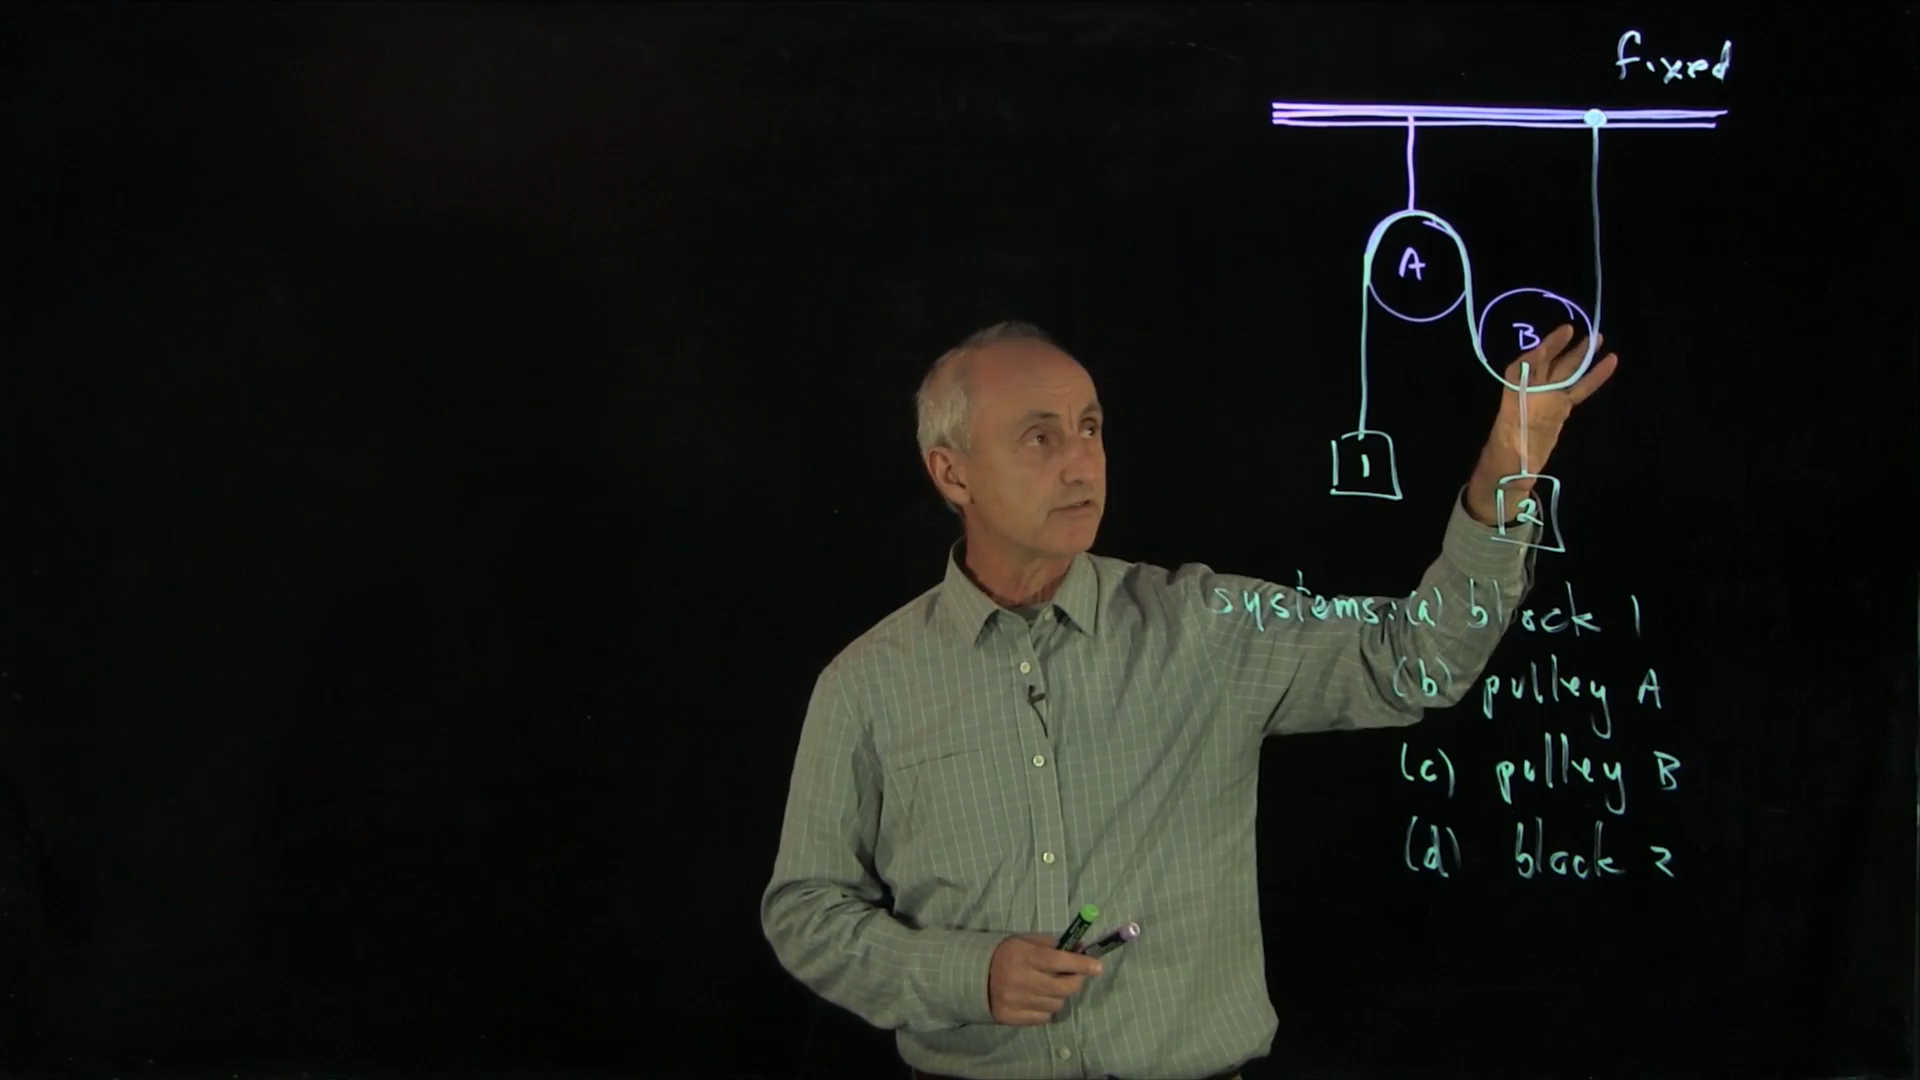 fixed
A
B
1
2
systems: (a) block 1
(b) pulley A
(c) pulley B
(d) block 2